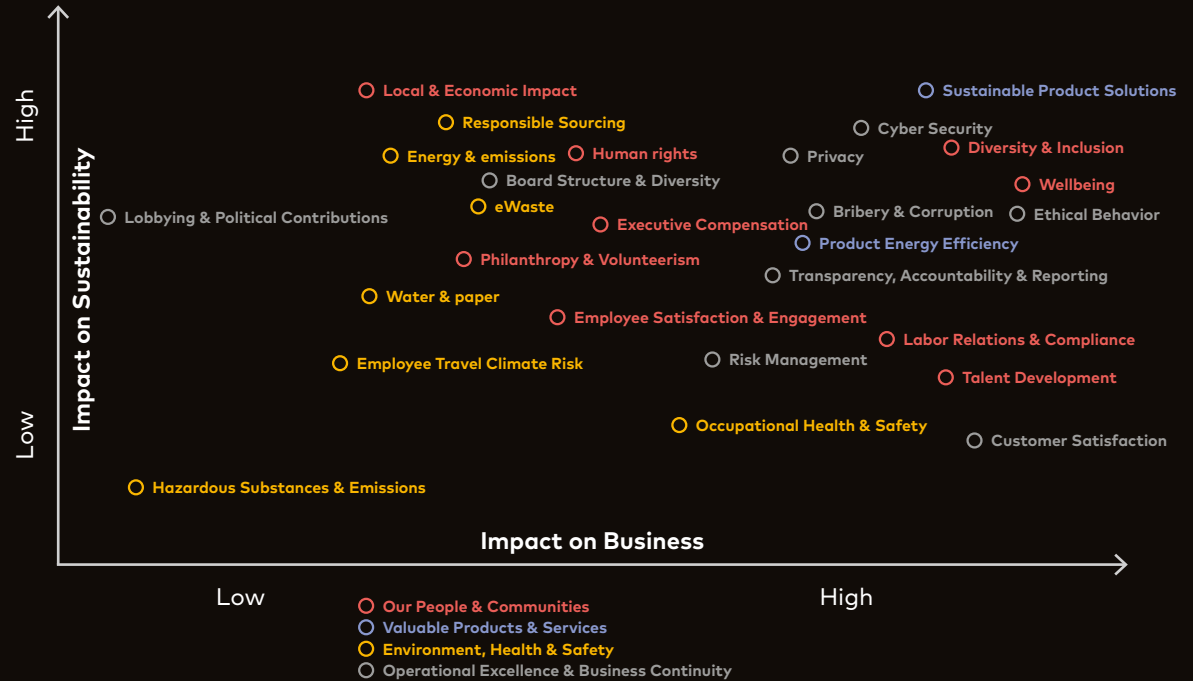 High
Low
Impact on Sustainability
Local & Economic Impact
Sustainable Product Solutions
Responsible Sourcing
Cyber Security
Diversity & Inclusion
Human rights
Energy & emissions
Privacy
Board Structure & Diversity
Wellbeing
eWaste
Bribery & Corruption
Ethical Behavior
Lobbying & Political Contributions
Executive Compensation
Product Energy Efficiency
Philanthropy & Volunteerism
Transparency, Accountability & Reporting
Water & paper
Employee Satisfaction & Engagement
Labor Relations & Compliance
Risk Management
Employee Travel Climate Risk
Talent Development
Occupational Health & Safety
Customer Satisfaction
Hazardous Substances & Emissions
Impact on Business
Low
High
Our People & Communities
Valuable Products & Services
Environment, Health & Safety
Operational Excellence & Business Continuity